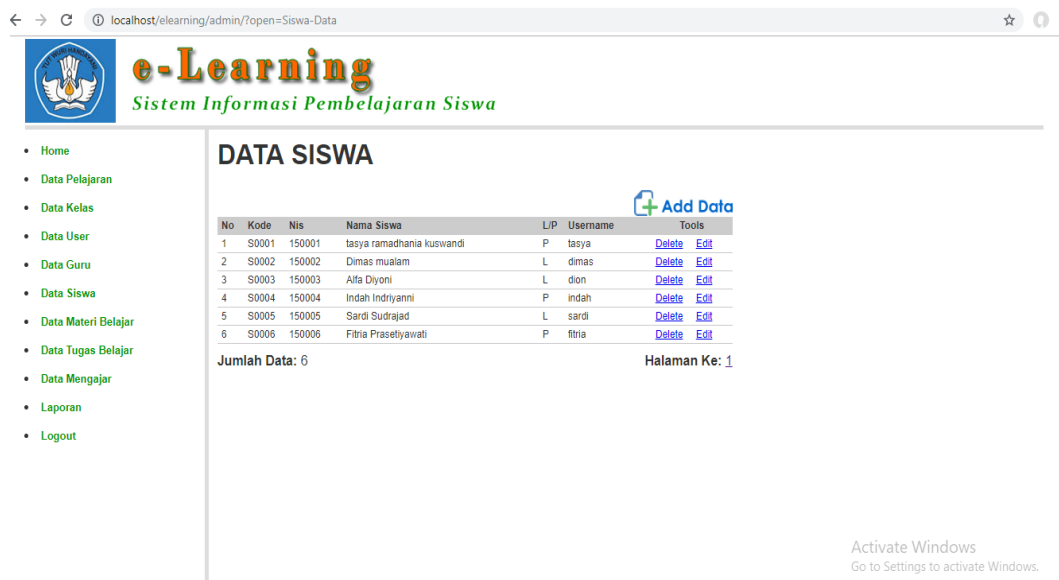 localhost/elearning/admin/?open=Siswa-Data
TUT WURI HANDAYANI
e-Learning
Sistem Informasi Pembelajaran Siswa
Home
Data Pelajaran
Data Kelas
Data User
Data Guru
Data Siswa
Data Materi Belajar
Data Tugas Belajar
Data Mengajar
Laporan
Logout
DATA SISWA
Add Data
No Kode Nis Nama Siswa L/P Username Tools
1 S0001 150001 tasya ramadhania kuswandi P tasya Delete Edit
2 S0002 150002 Dimas mualam L dimas Delete Edit
3 S0003 150003 Alfa Diyoni L dion Delete Edit
4 S0004 150004 Indah Indriyanni P indah Delete Edit
5 S0005 150005 Sardi Sudrajad L sardi Delete Edit
6 S0006 150006 Fitria Prasetiyawati P fitria Delete Edit
Jumlah Data: 6 Halaman Ke: 1
Activate Windows
Go to Settings to activate Windows.